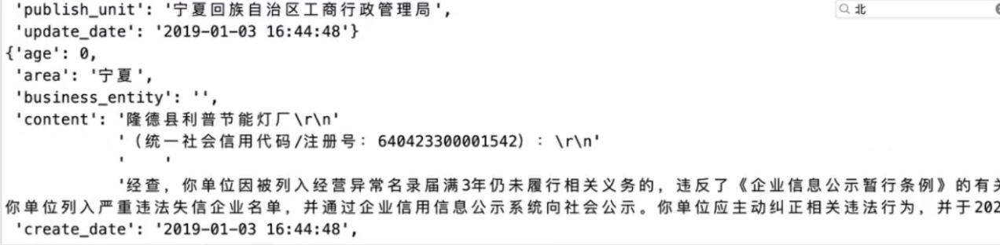 'publish_unit': '宁夏回族自治区工商行政管理局',
北
'update_date': '2019-01-03 16:44:48'}
{'age': 0,
'area': '宁夏',
'business_entity': '',
'content': '隆德县利普节能灯厂\r\n'
'（统一社会信用代码/注册号：640423300001542）：\r\n'
' '
'经查，你单位因被列入经营异常名录届满3年仍未履行相关义务的，违反了《企业信息公示暂行条例》的有关
你单位列入严重违法失信企业名单，并通过企业信用信息公示系统向社会公示。你单位应主动纠正相关违法行为，并于202
'create_date': '2019-01-03 16:44:48',